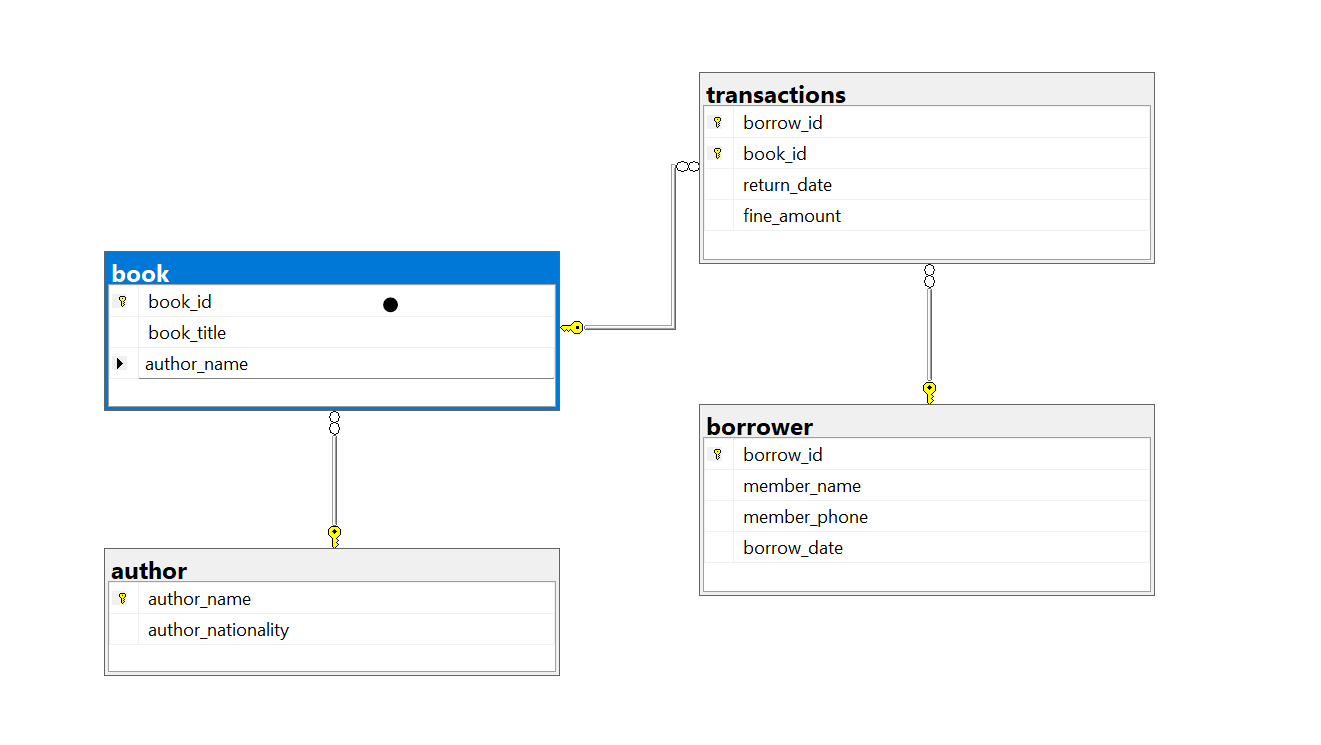 transactions
borrow_id
book_id
return_date
fine_amount
book
book_id
book_title
author_name
borrower
borrow_id
member_name
member_phone
borrow_date
author
author_name
author_nationality